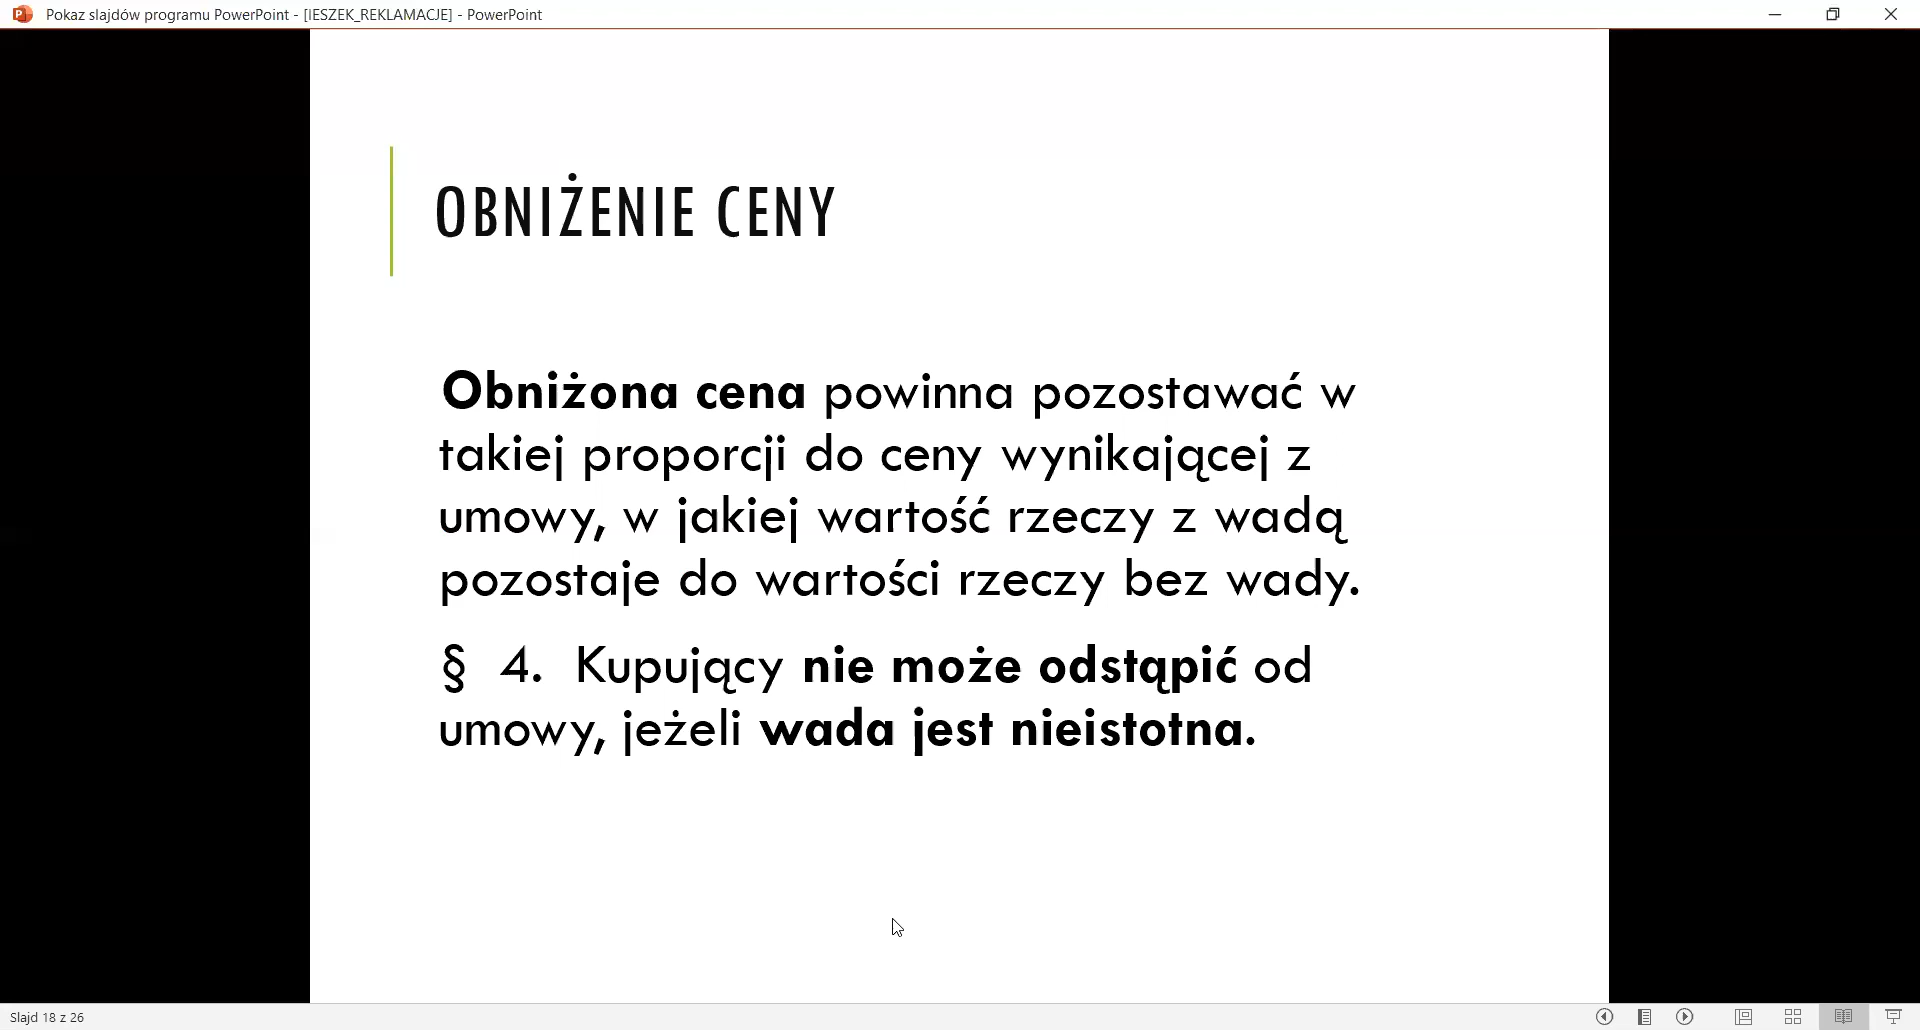 Pokaz slajdów programu PowerPoint - [IESZEK_REKLAMACJE] - PowerPoint
OBNIŻENIE CENY
Obniżona cena powinna pozostawać w
takiej proporcji do ceny wynikającej z
umowy, w jakiej wartość rzeczy z wadą
pozostaje do wartości rzeczy bez wady.
§ 4. Kupujący nie może odstąpić od
umowy, jeżeli wada jest nieistotna.
Slajd 18 z 26